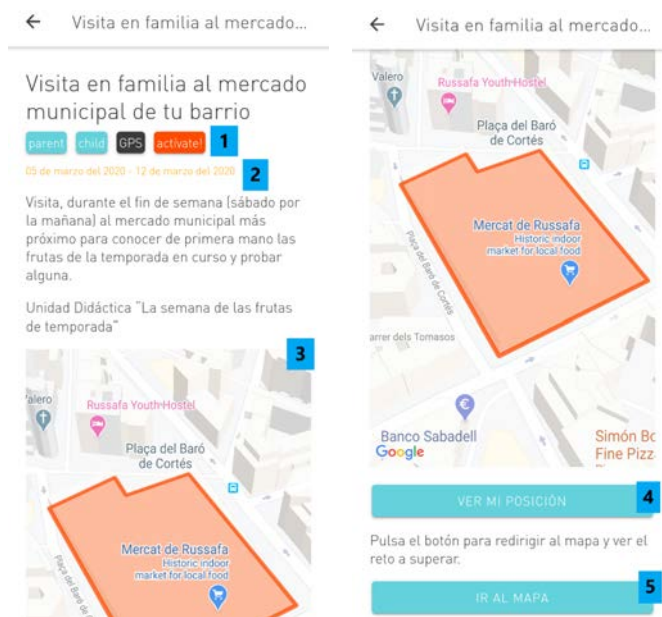 Visita en familia al mercado...
Visita en familia al mercado
municipal de tu barrio
parent child GPS actívate! 1
05 de marzo del 2020 - 12 de marzo del 2020 2
Visita, durante el fin de semana (sábado por
la mañana) al mercado municipal más
próximo para conocer de primera mano las
frutas de la temporada en curso y probar
alguna.
Unidad Didáctica "La semana de las frutas
de temporada"
3
Valero
Russafa Youth Hostel
Plaça del Baró
de Cortés
Mercat de Russafa
Historic indoor
market for local food
Plaça del Baró de
Visita en familia al mercado...
Valero
Russafa Youth Hostel
Plaça del Baró
de Cortés
Mercat de Russafa
Historic indoor
market for local food
Plaça del Baró de Cortés
arrer dels Tomasos
Banco Sabadell
Google
Simón Bo
Fine Pizz
VER MI POSICIÓN 4
Pulsa el botón para redirigir al mapa y ver el
reto a superar.
IR AL MAPA 5